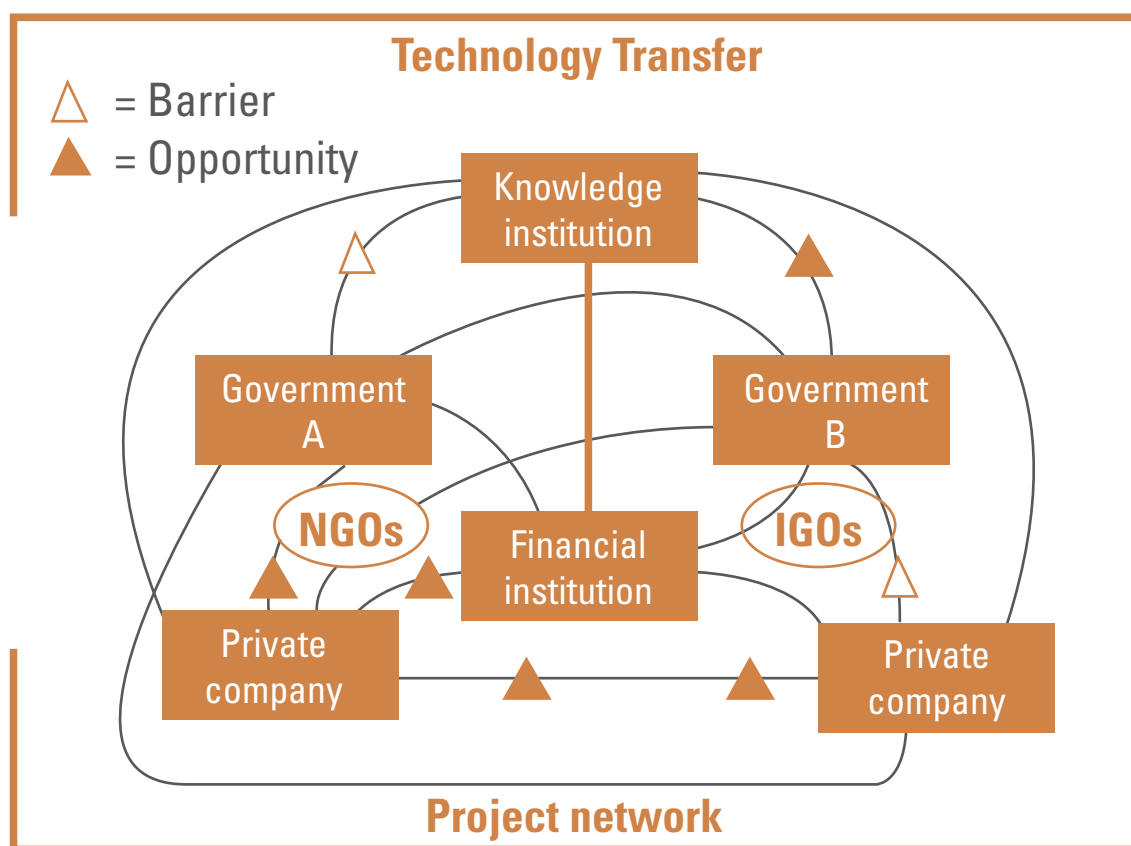 Technology Transfer
= Barrier
= Opportunity
Knowledge
institution
Government
A
Government
B
NGOs
IGOs
Financial
institution
Private
company
Private
company
Project network